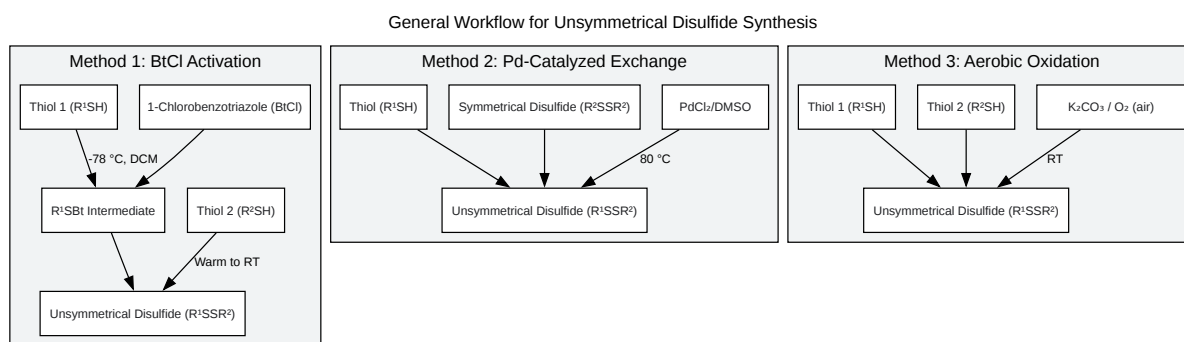 General Workflow for Unsymmetrical Disulfide Synthesis
Method 1: BtCl Activation
Thiol 1 (R¹SH)
1-Chlorobenzotriazole (BtCl)
-78 °C, DCM
R¹SBt Intermediate
Thiol 2 (R²SH)
Warm to RT
Unsymmetrical Disulfide (R¹SSR²)
Method 2: Pd-Catalyzed Exchange
Thiol (R¹SH)
Symmetrical Disulfide (R²SSR²)
PdCl₂/DMSO
80 °C
Unsymmetrical Disulfide (R¹SSR²)
Method 3: Aerobic Oxidation
Thiol 1 (R¹SH)
Thiol 2 (R²SH)
K₂CO₃ / O₂ (air)
RT
Unsymmetrical Disulfide (R¹SSR²)